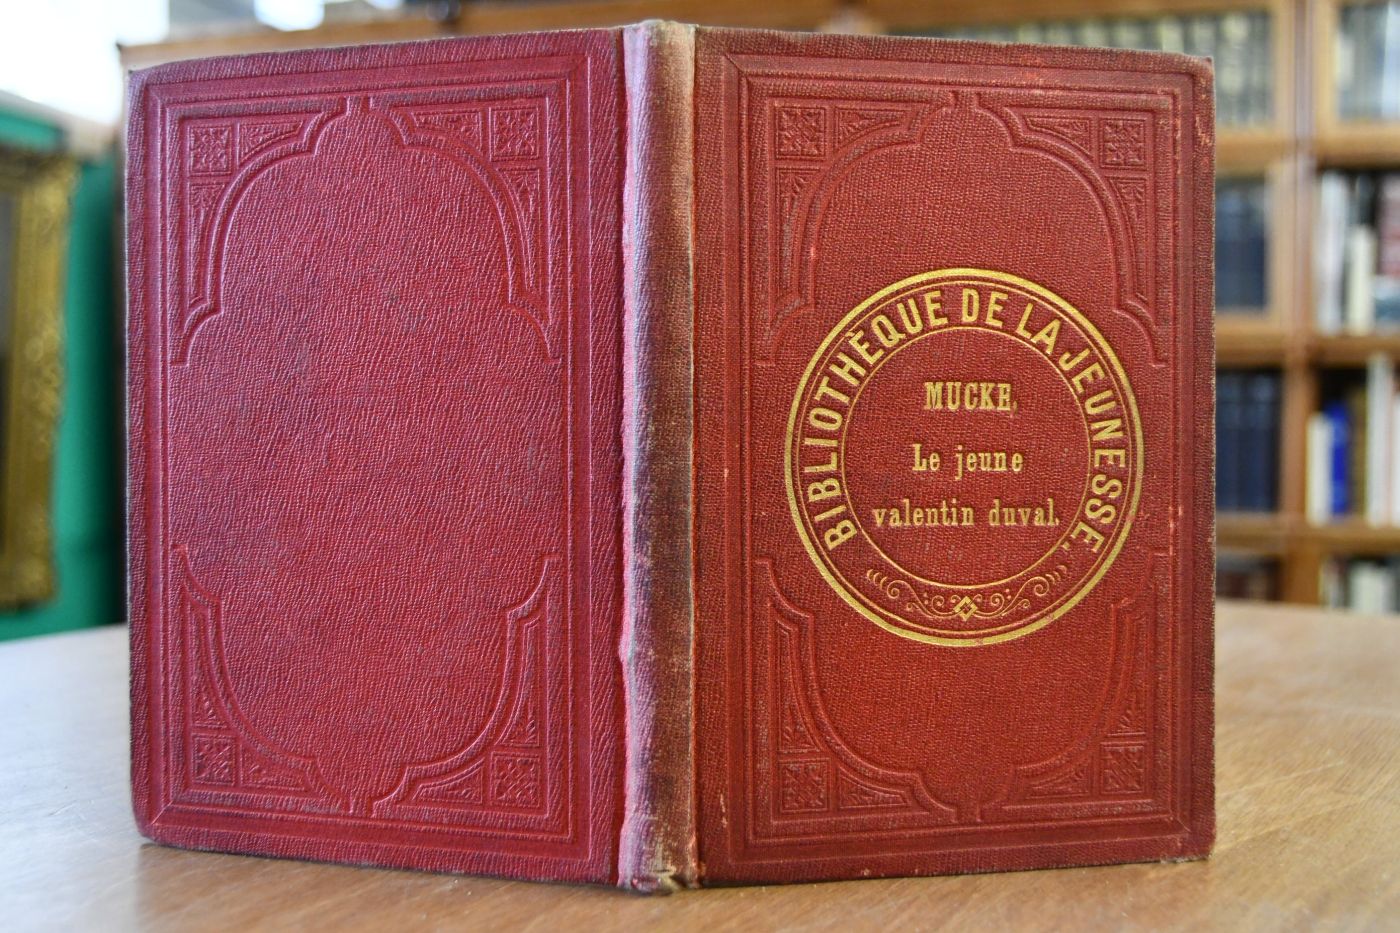 BIBLIOTHÈQUE DE LA JEUNESSE.
MUCKE,
Le jeune
valentin duval.